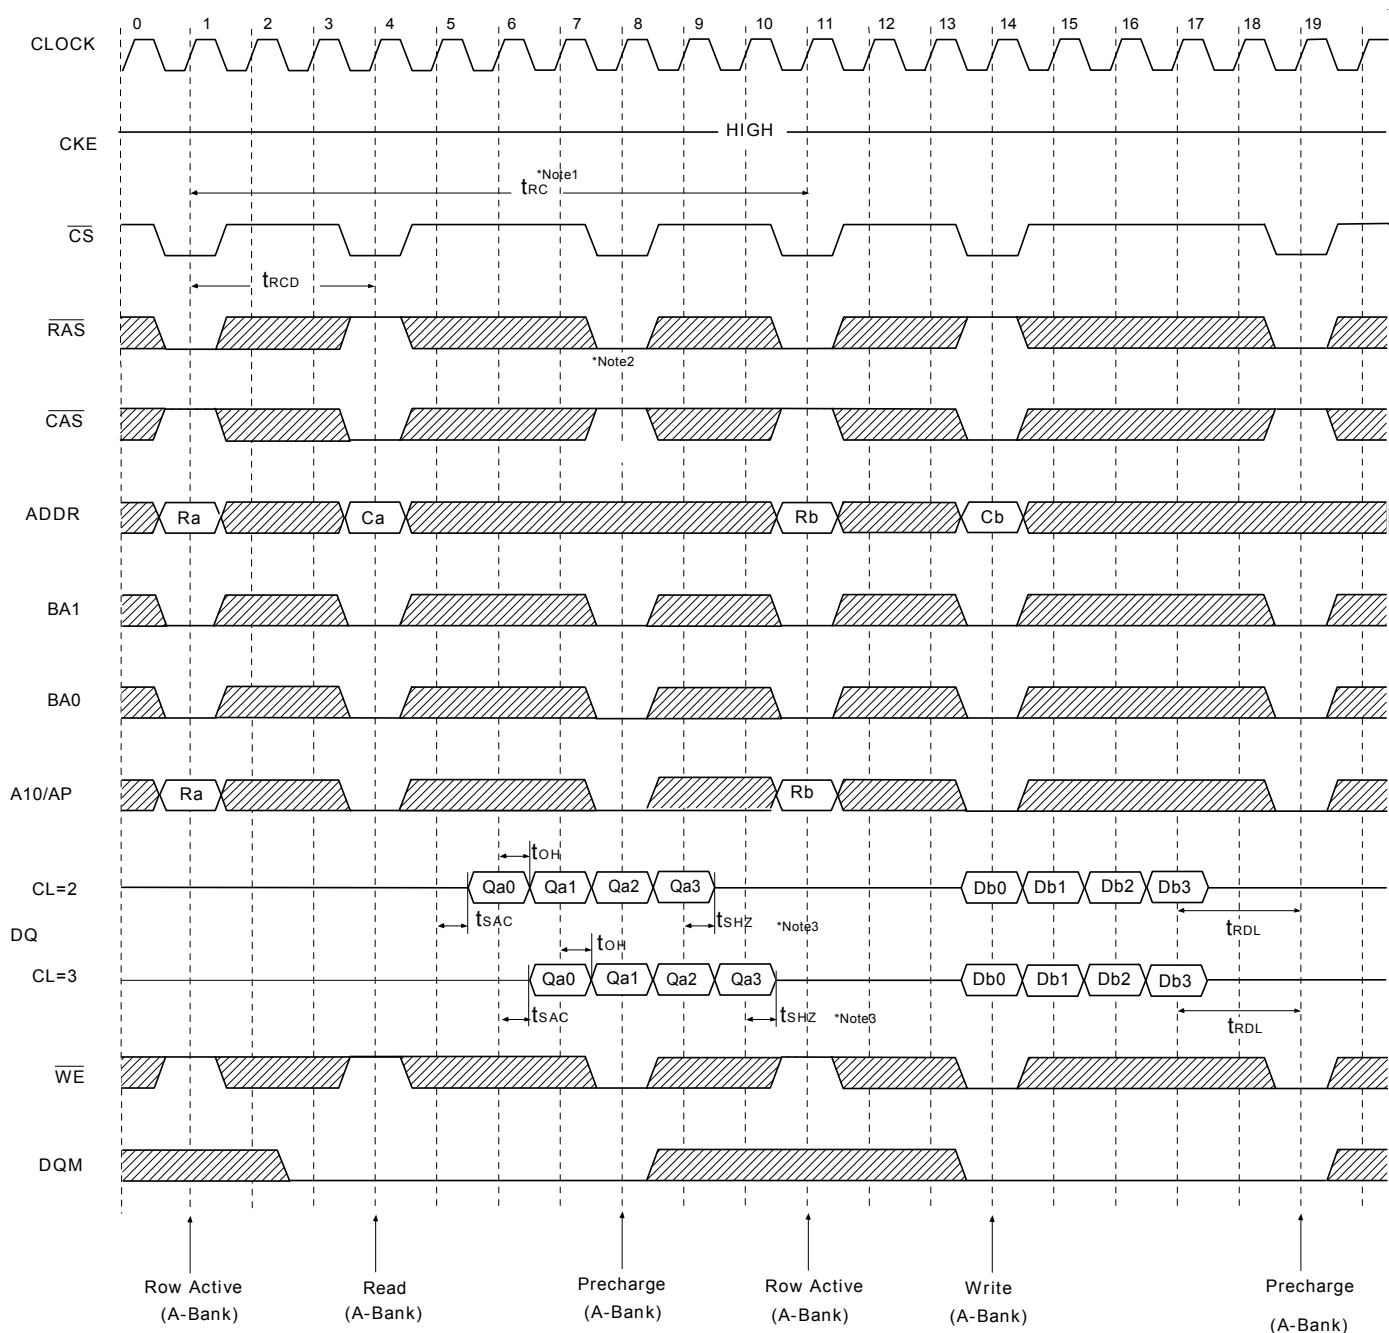 0 1 2 3 4 5 6 7 8 9 10 11 12 13 14 15 16 17 18 19
CLOCK
HIGH
CKE
tRC *Note1
CS
tRCD
RAS
*Note2
CAS
ADDR Ra Ca Rb Cb
BA1
BA0
A10/AP Ra Rb
tOH
CL=2 Qa0 Qa1 Qa2 Qa3 Db0 Db1 Db2 Db3
tSAC tSHZ *Note3 tRDL
DQ
tOH
CL=3 Qa0 Qa1 Qa2 Qa3 Db0 Db1 Db2 Db3
tSAC tSHZ *Note3 tRDL
WE
DQM
Row Active Read Precharge Row Active Write Precharge
(A-Bank) (A-Bank) (A-Bank) (A-Bank) (A-Bank) (A-Bank)